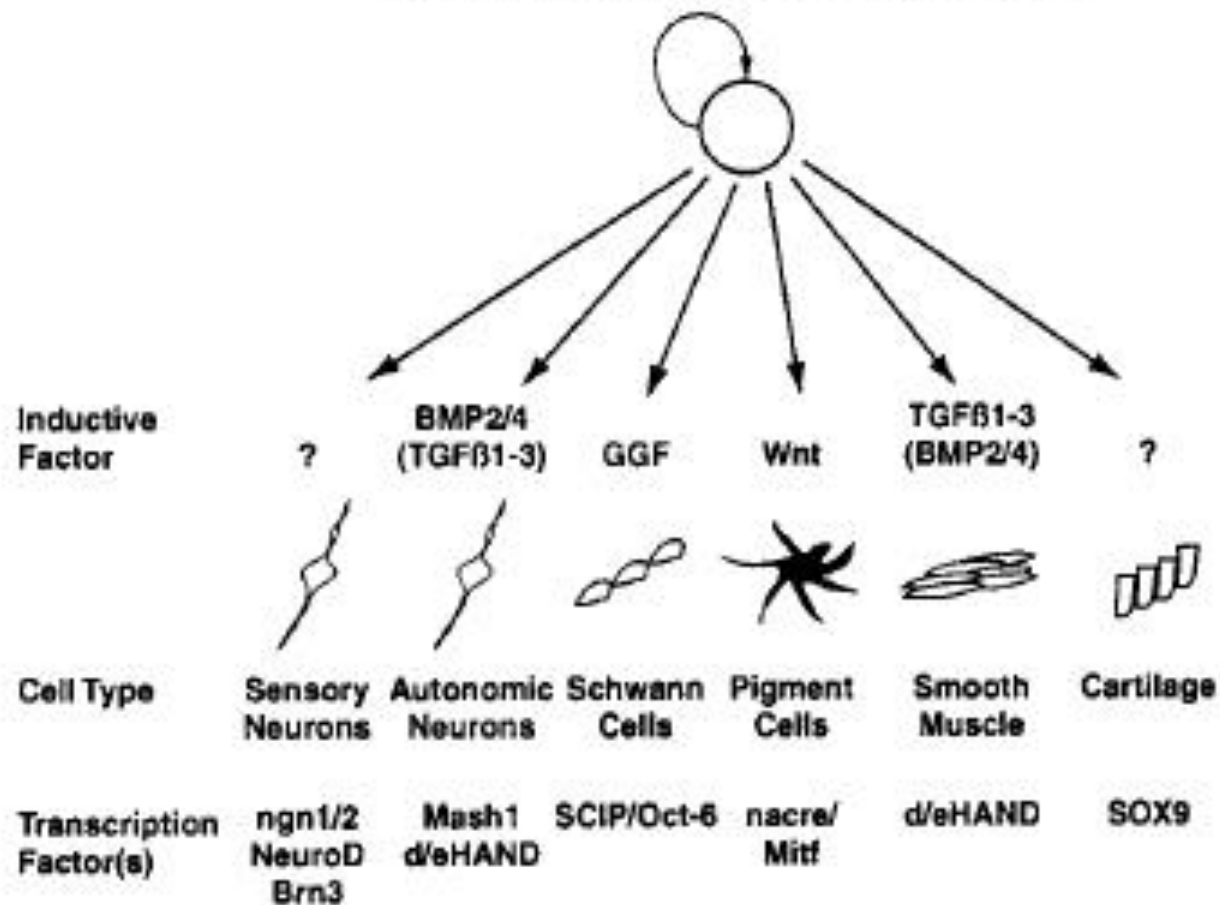 Inductive
Factor
?
BMP2/4
(TGFß1-3)
GGF
Wnt
TGFß1-3
(BMP2/4)
?
Cell Type
Sensory
Neurons
Autonomic
Neurons
Schwann
Cells
Pigment
Cells
Smooth
Muscle
Cartilage
Transcription
Factor(s)
ngn1/2
NeuroD
Brn3
Mash1
d/eHAND
SCIP/Oct-6
nacre/
Mitf
d/eHAND
SOX9